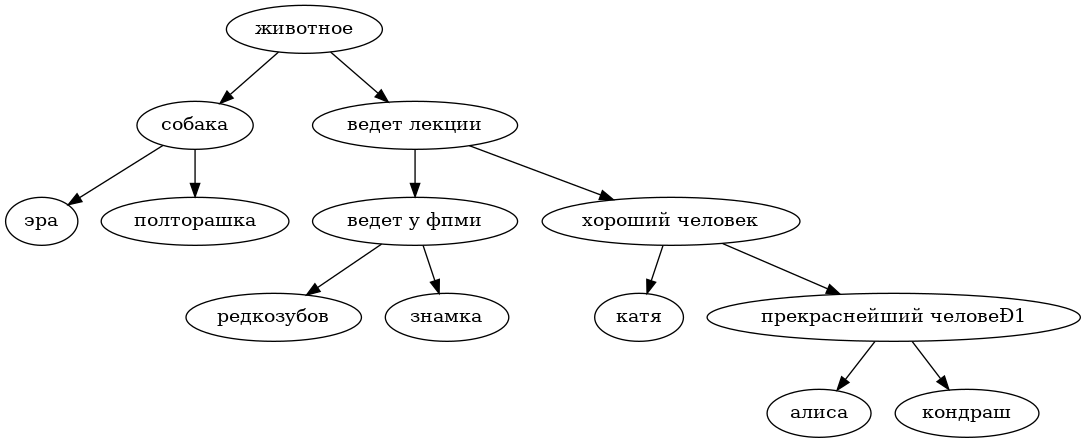 животное
собака
ведет лекции
эра
полторашка
ведет у фпми
хороший человек
редкозубов
знамка
катя
прекраснейший человеÐ1
алиса
кондраш